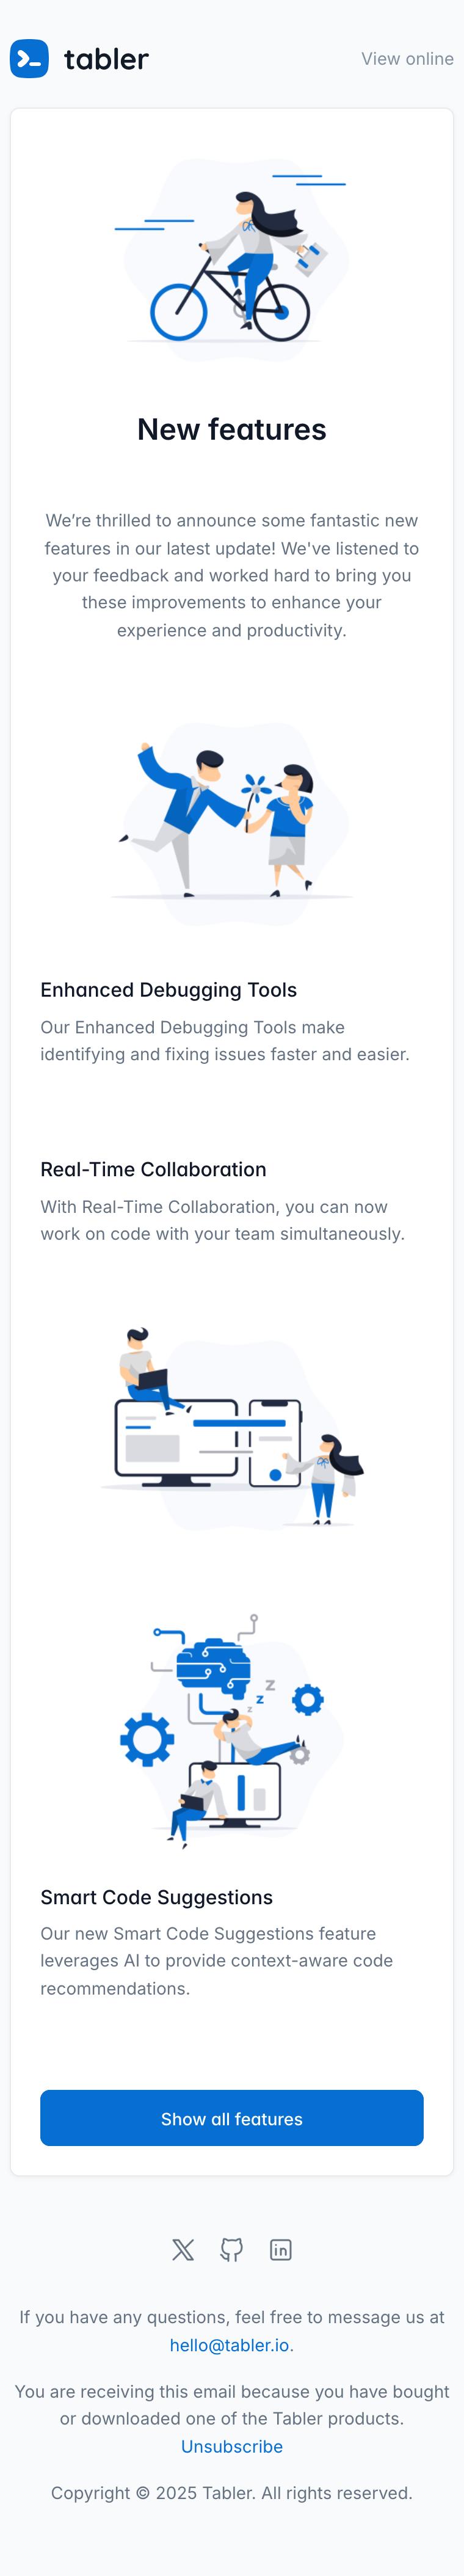 tabler
View online
New features
We’re thrilled to announce some fantastic new
features in our latest update! We've listened to
your feedback and worked hard to bring you
these improvements to enhance your
experience and productivity.
Enhanced Debugging Tools
Our Enhanced Debugging Tools make
identifying and fixing issues faster and easier.
Real-Time Collaboration
With Real-Time Collaboration, you can now
work on code with your team simultaneously.
z
z
z
Smart Code Suggestions
Our new Smart Code Suggestions feature
leverages AI to provide context-aware code
recommendations.
Show all features
If you have any questions, feel free to message us at
hello@tabler.io.
You are receiving this email because you have bought
or downloaded one of the Tabler products.
Unsubscribe
Copyright © 2025 Tabler. All rights reserved.